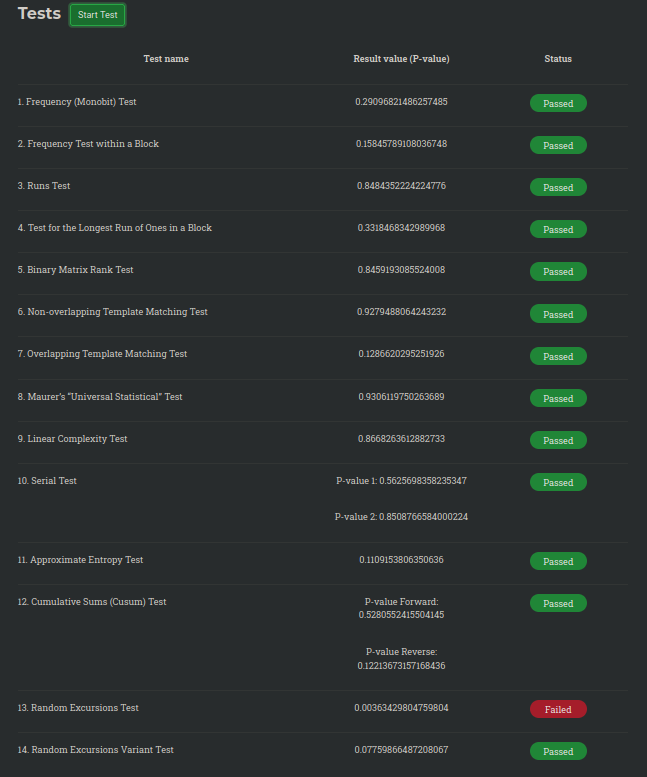 Tests Start Test
Test name Result value (P-value) Status
1. Frequency (Monobit) Test 0.29096821486257485 Passed
2. Frequency Test within a Block 0.15845789108036748 Passed
3. Runs Test 0.8484352224224776 Passed
4. Test for the Longest Run of Ones in a Block 0.3318468342989968 Passed
5. Binary Matrix Rank Test 0.8459193085524008 Passed
6. Non-overlapping Template Matching Test 0.9279488064243232 Passed
7. Overlapping Template Matching Test 0.1286620295251926 Passed
8. Maurer's "Universal Statistical" Test 0.9306119750263689 Passed
9. Linear Complexity Test 0.8668263612882733 Passed
10. Serial Test P-value 1: 0.5625698358235347 Passed
P-value 2: 0.8508766584000224
11. Approximate Entropy Test 0.1109153806350636 Passed
12. Cumulative Sums (Cusum) Test P-value Forward: Passed
0.5280552415504145
P-value Reverse:
0.12213673157168436
13. Random Excursions Test 0.00363429804759804 Failed
14. Random Excursions Variant Test 0.07759866487208067 Passed